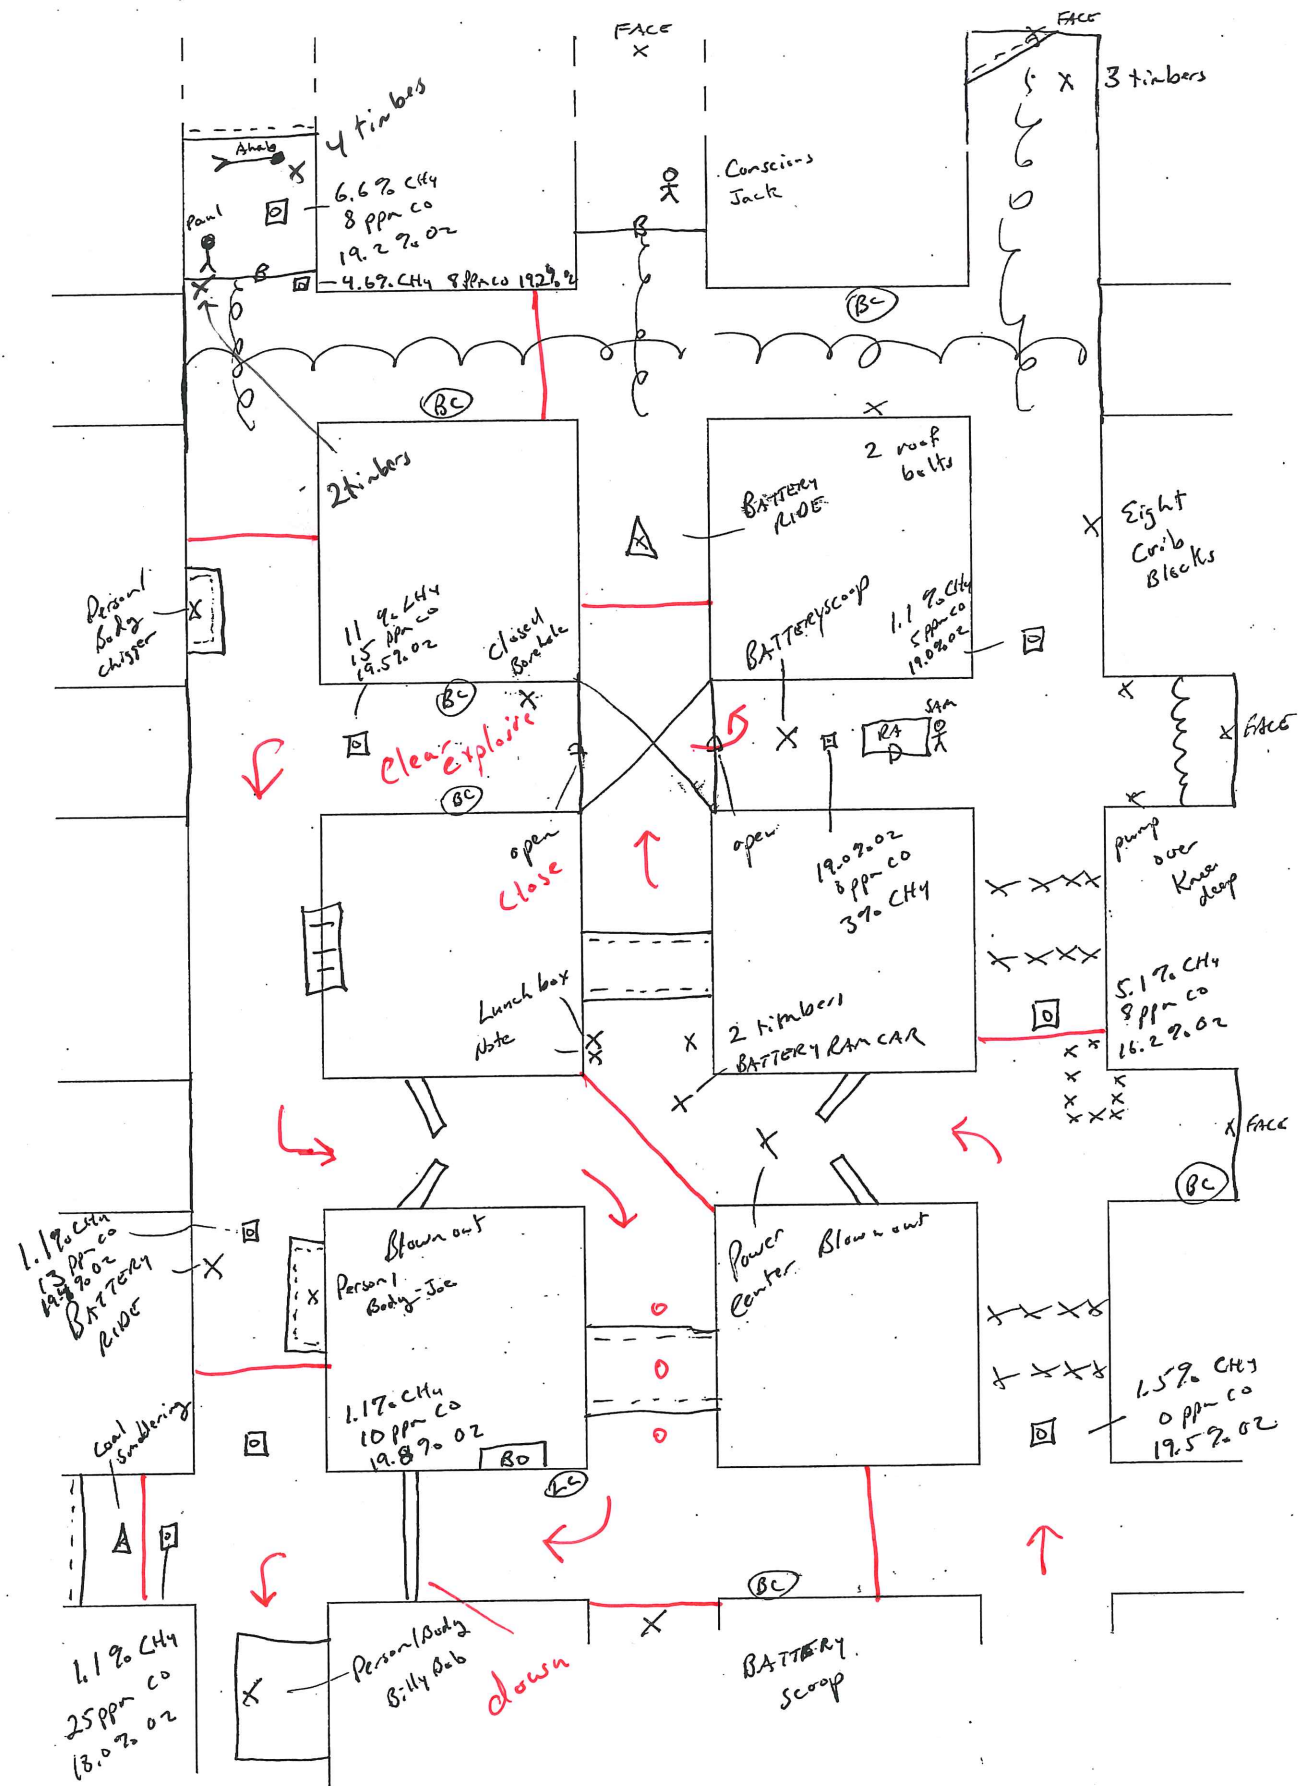 FACE
FACE
3 timbers
4 timbes
Ahab
Paul
6.6% CH4
8 ppm CO
19.2% O2
B
4.6% CH4 8 ppm CO 19.2%
B
Conscious
Jack
BC
BC
2 timbers
2 roof
bolts
BATTERY
RIDE
Eight
Crib
Blocks
Personl
Body
chigger
11 % CH4
15 ppm CO
19.5% O2
Closed
Borehole
BATTERY scoop
1.1 % CH4
5 ppm CO
19.0% O2
BC
SAM
RA
FACE
Clear explosive
BC
open
Close
open
19.0% O2
8 ppm CO
3% CH4
pump
over
Knee
deep
Lunch box
Note
2 timbers
BATTERY RAM CAR
5.1% CH4
8 ppm CO
16.2% O2
FACE
BC
1.1% CH4
13 ppm CO
BATTERY
RIDE
Blown out
Personl
Body - Joe
Power
Center
Blown out
1.1% CH4
10 ppm CO
19.8% O2
BO
LC
1.5% CH4
0 ppm CO
19.5% O2
Coal
Smoldering
BC
1.1% CH4
25 ppm CO
18.0% O2
Personl Body
Billy Bob
down
BATTERY
scoop